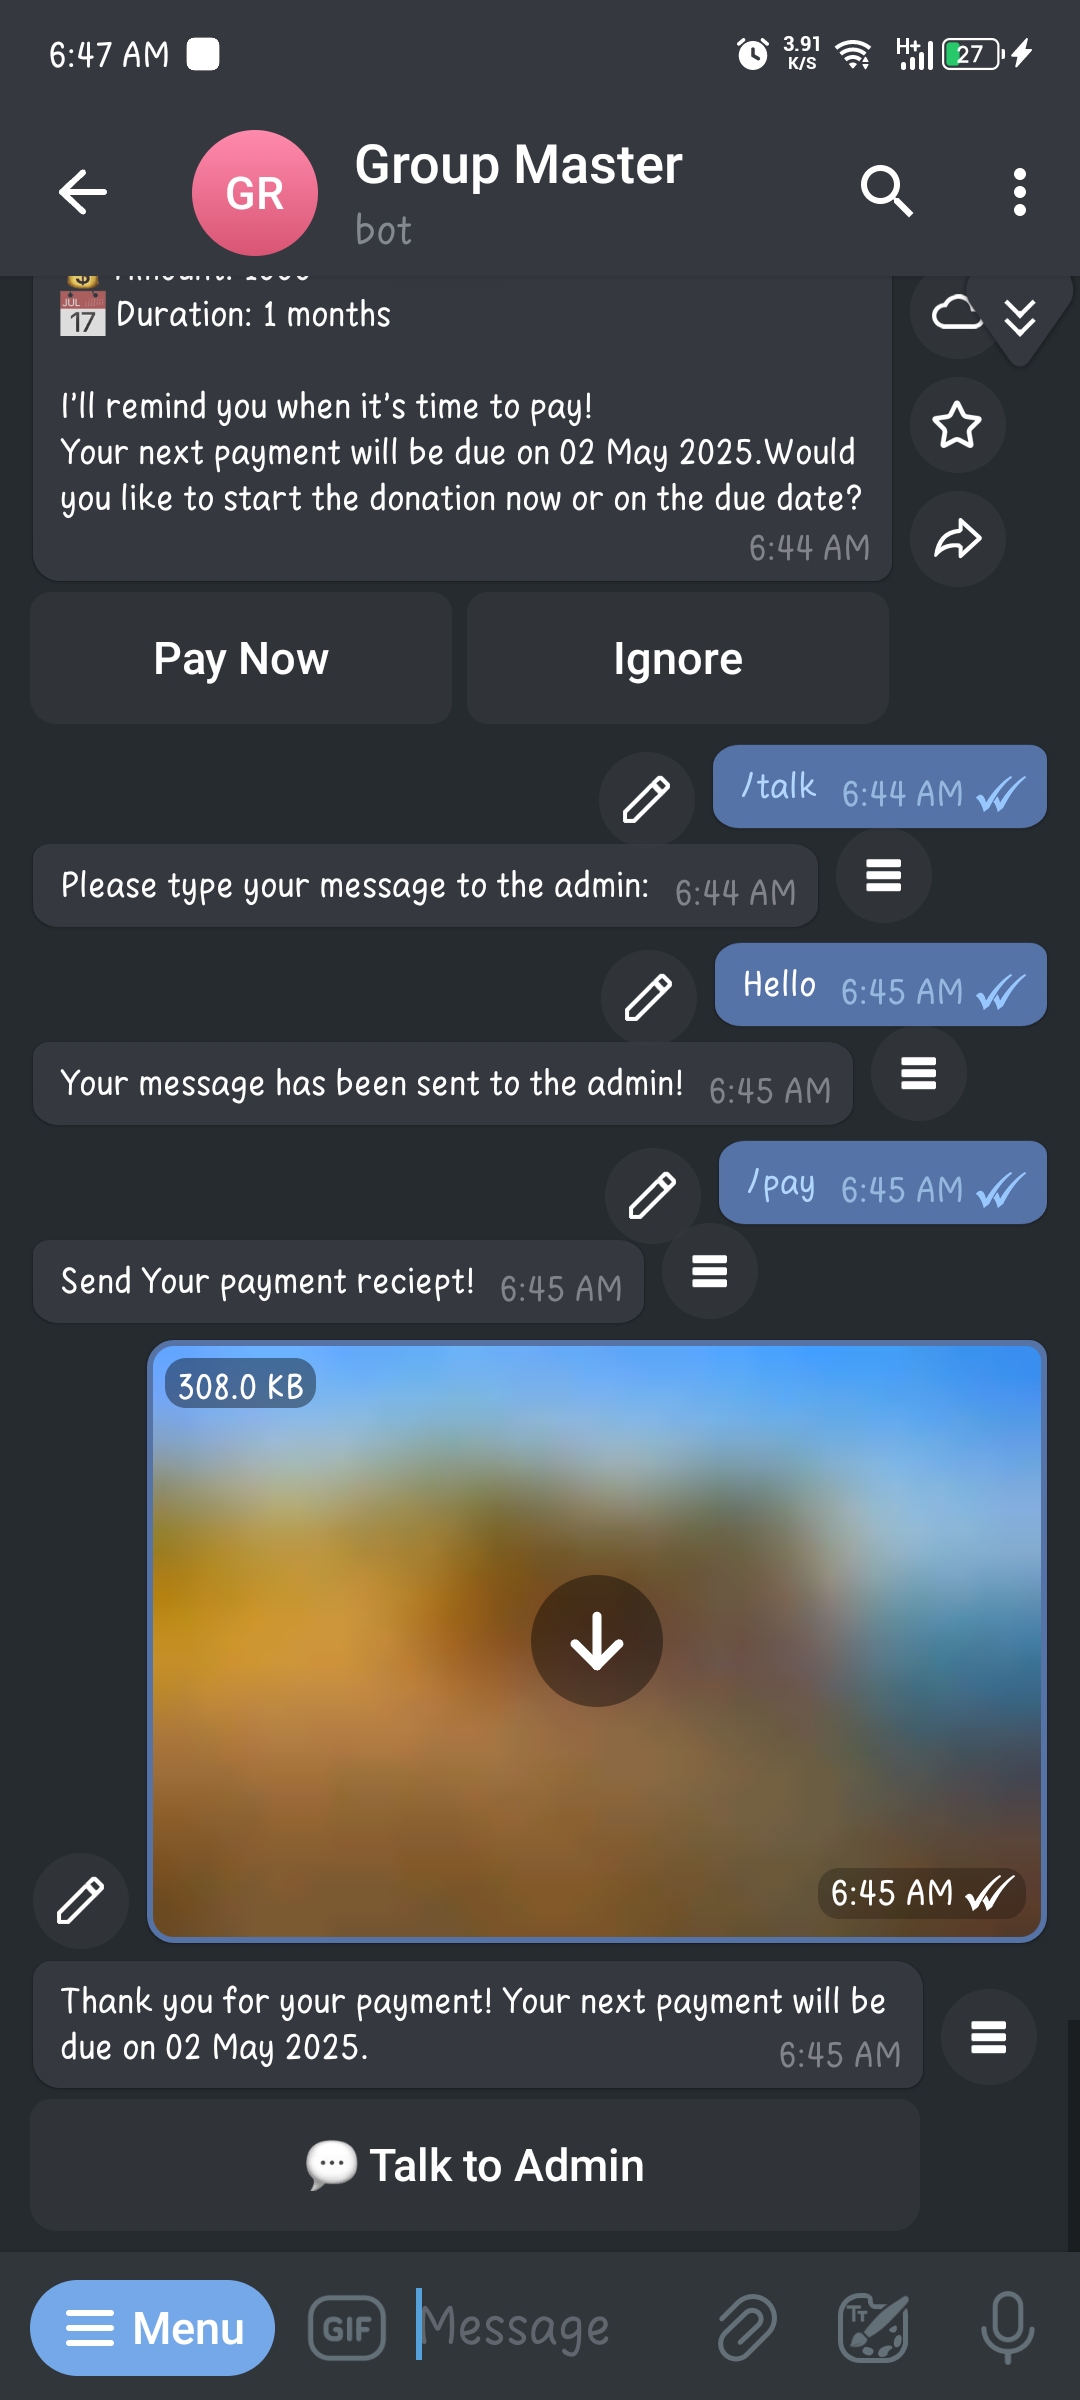 6:47 AM
3.91 K/S
H+
27
GR
Group Master
bot
JUL 17 Duration: 1 months
I'll remind you when it's time to pay!
Your next payment will be due on 02 May 2025.Would
you like to start the donation now or on the due date?
6:44 AM
Pay Now
Ignore
/talk 6:44 AM
Please type your message to the admin: 6:44 AM
Hello 6:45 AM
Your message has been sent to the admin! 6:45 AM
/pay 6:45 AM
Send Your payment reciept! 6:45 AM
308.0 KB
6:45 AM
Thank you for your payment! Your next payment will be
due on 02 May 2025.
6:45 AM
Talk to Admin
Menu
GIF
Message